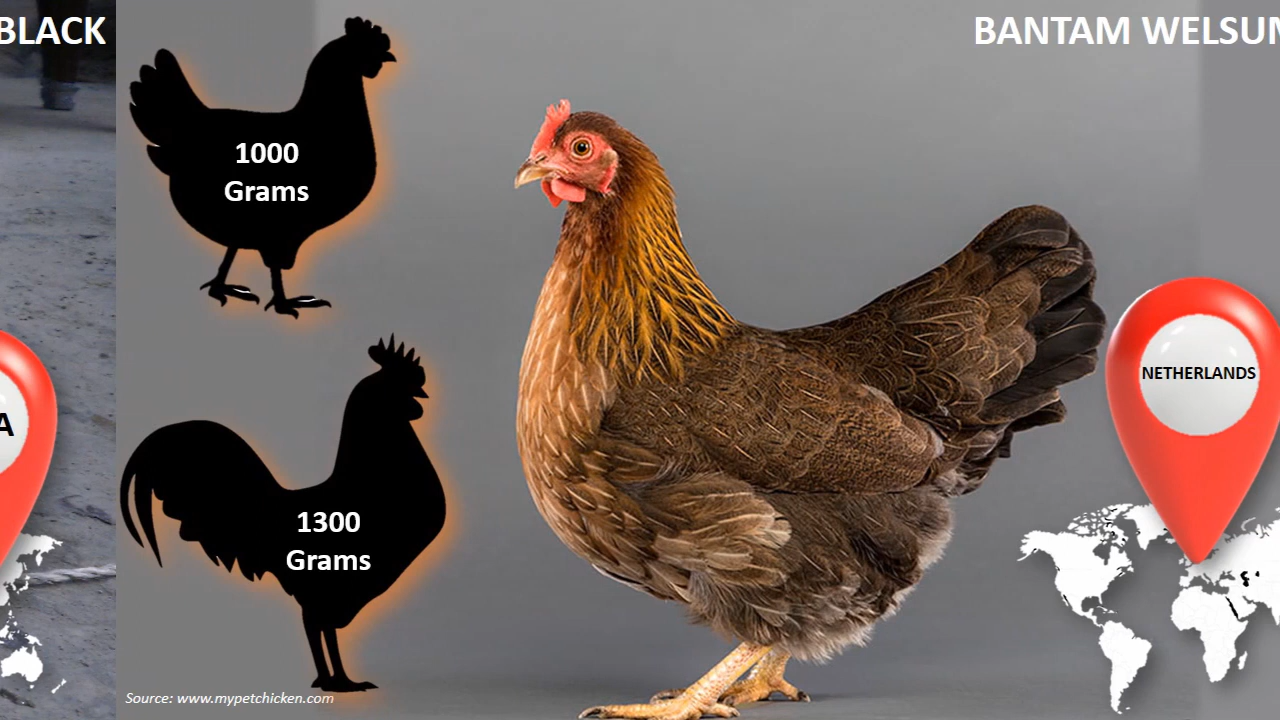 BLACK
BANTAM WELSUM
1000
Grams
NETHERLANDS
A
1300
Grams
Source: www.mypetchicken.com